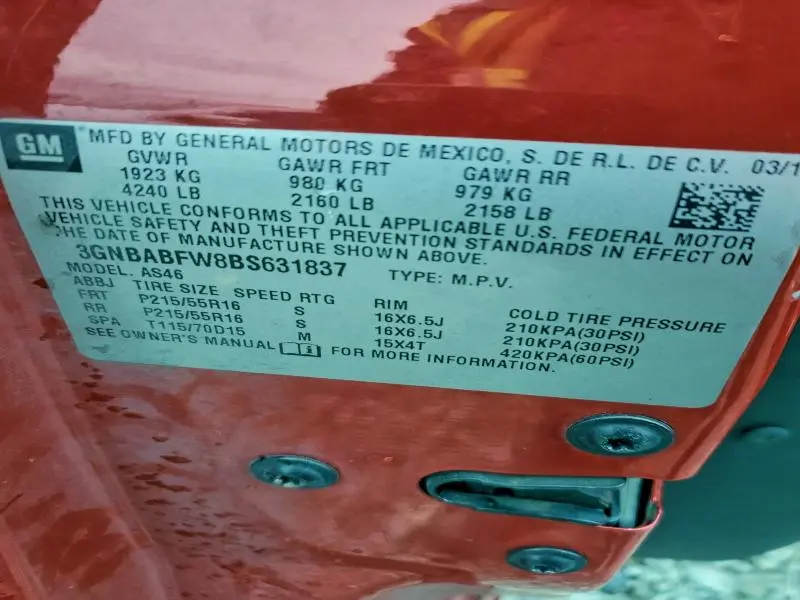 GM
MFD BY GENERAL MOTORS DE MEXICO, S. DE R.L. DE C.V. 03/1
GVWR GAWR FRT GAWR RR
1923 KG 980 KG 979 KG
4240 LB 2160 LB 2158 LB
THIS VEHICLE CONFORMS TO ALL APPLICABLE U.S. FEDERAL MOTOR
VEHICLE SAFETY AND THEFT PREVENTION STANDARDS IN EFFECT ON
THE DATE OF MANUFACTURE SHOWN ABOVE.
3GNBABFW8BS631837 TYPE: M.P.V.
MODEL: AS46
ABBJ TIRE SIZE SPEED RTG RIM COLD TIRE PRESSURE
FRT P215/55R16 S 16X6.5J 210KPA(30PSI)
RR P215/55R16 S 16X6.5J 210KPA(30PSI)
SPA T115/70D15 M 15X4T 420KPA(60PSI)
SEE OWNER'S MANUAL FOR MORE INFORMATION.